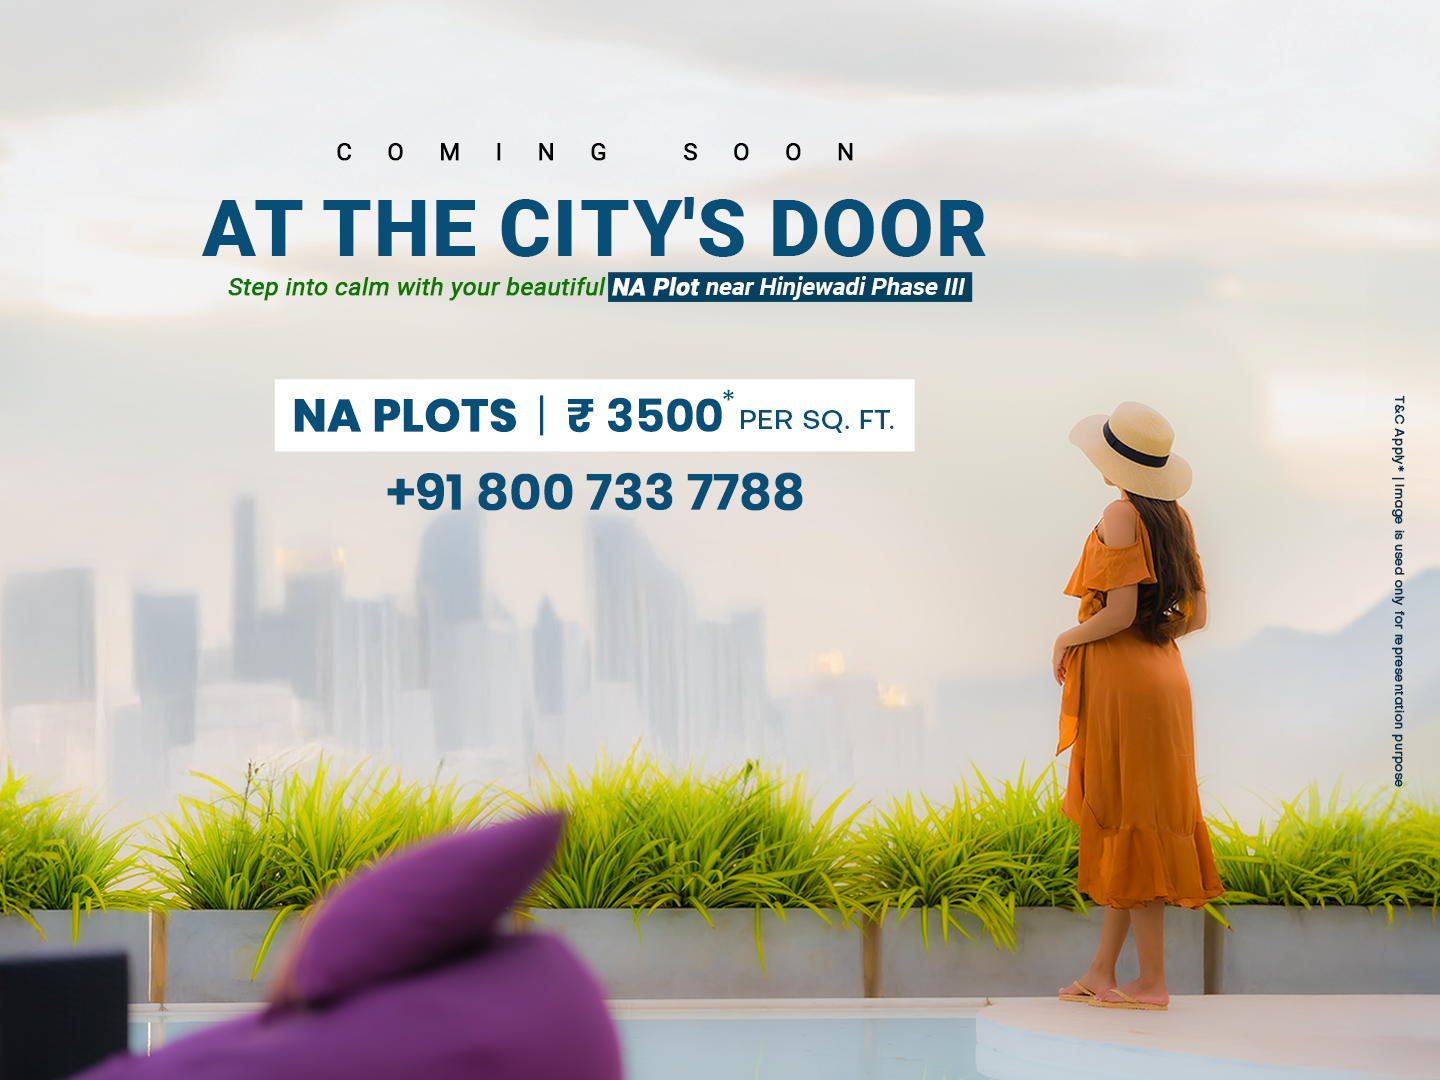 COMING SOON
AT THE CITY'S DOOR
Step into calm with your beautiful NA Plot near Hinjewadi Phase III
NA PLOTS | ₹ 3500* PER SQ. FT.
+91 800 733 7788
T&C Apply* | Image is used only for representation purpose